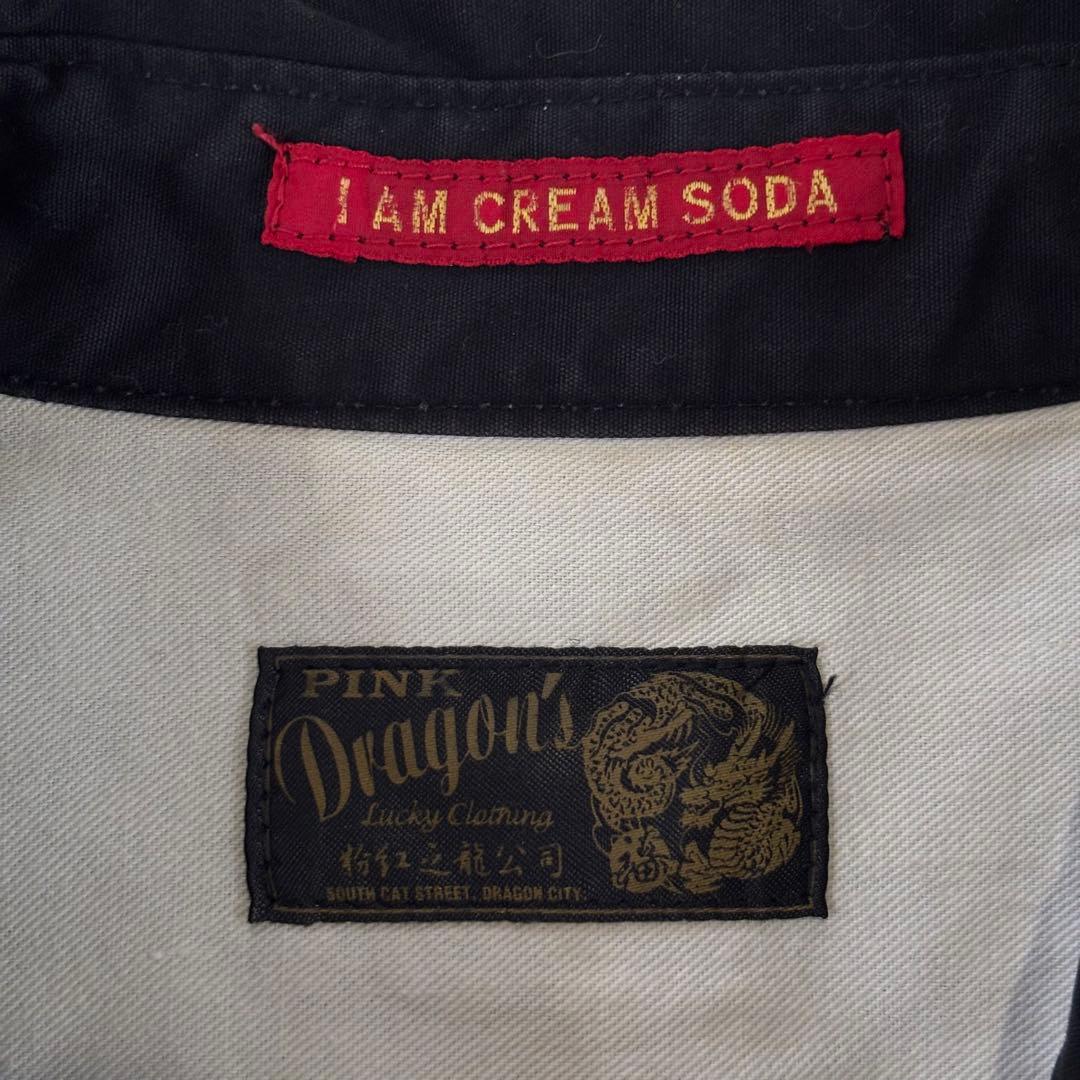 I AM CREAM SODA
PINK
Dragon's
Lucky Clothing
粉紅之龍公司
SOUTH CAT STREET. DRAGON CITY.